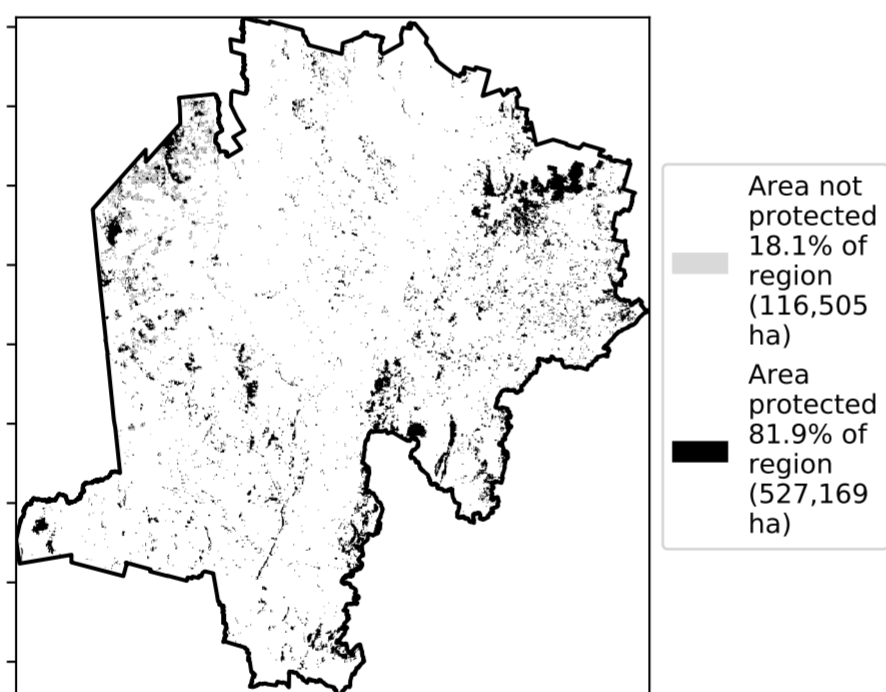 Area not
protected
18.1% of
region
(116,505
ha)
Area
protected
81.9% of
region
(527,169
ha)